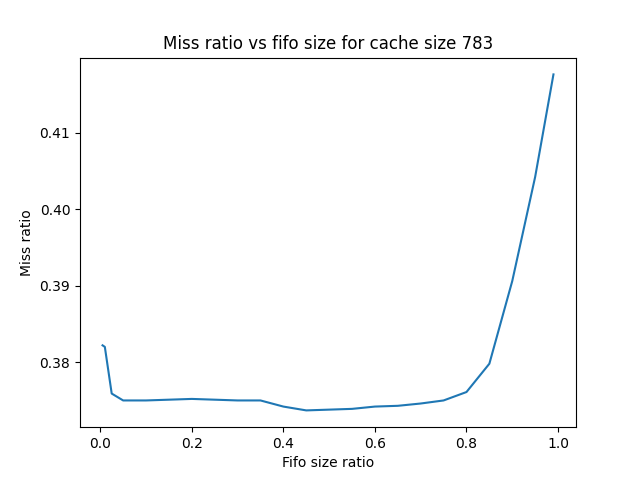 Miss ratio vs fifo size for cache size 783
0.41
0.40
0.39
0.38
Miss ratio
0.0 0.2 0.4 0.6 0.8 1.0
Fifo size ratio